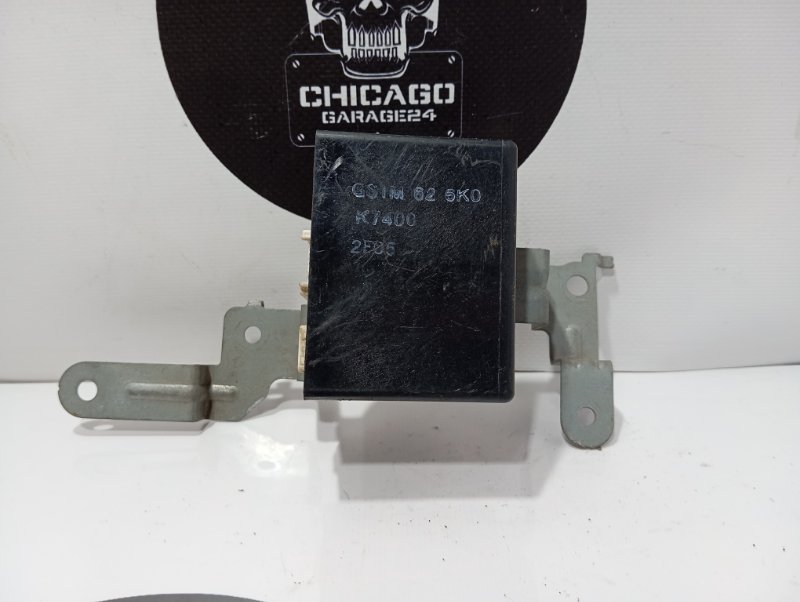 CHICAGO
GARAGE24
GS1M 62 5K0
K7400
2F05